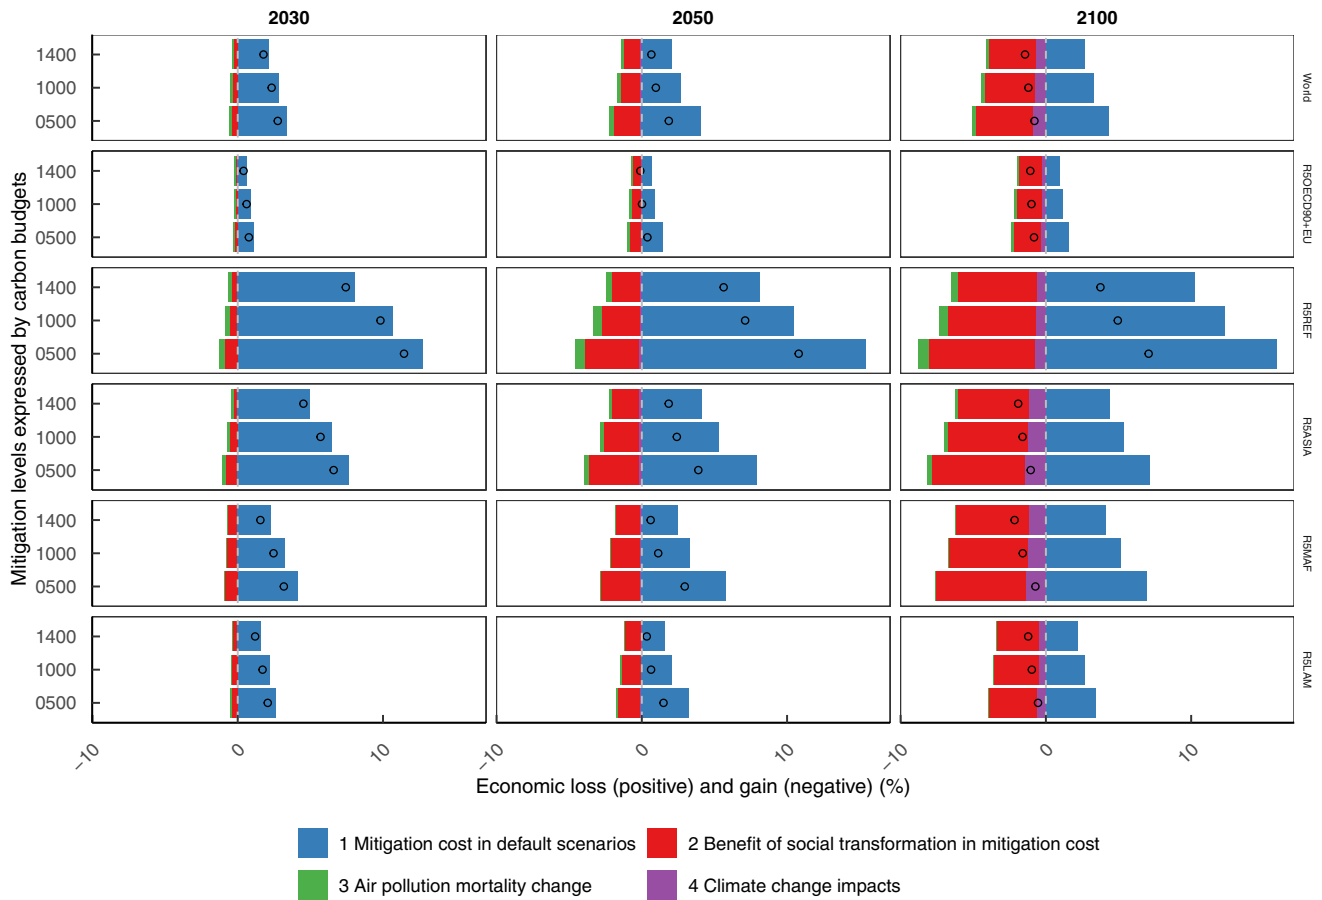 2030 2050 2100
Mitigation levels expressed by carbon budgets
1400
1000
0500
World
1400
1000
0500
R5OECD90+EU
1400
1000
0500
R5REF
1400
1000
0500
R5ASIA
1400
1000
0500
R5MAF
1400
1000
0500
R5LAM
−10 0 10 −10 0 10 −10 0 10
Economic loss (positive) and gain (negative) (%)
1 Mitigation cost in default scenarios 2 Benefit of social transformation in mitigation cost
3 Air pollution mortality change 4 Climate change impacts